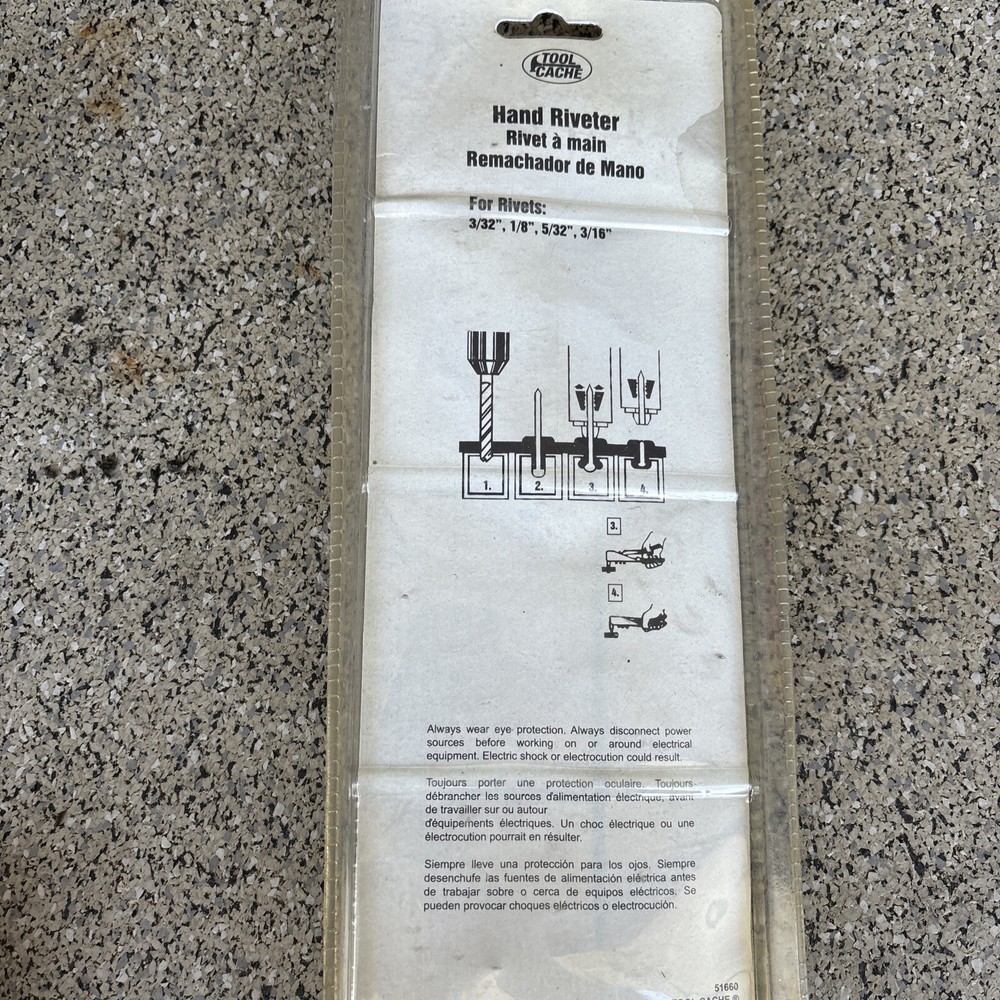 TOOL
CACHE
Hand Riveter
Rivet à main
Remachador de Mano
For Rivets:
3/32”, 1/8”, 5/32”, 3/16”
1. 2. 3. 4.
3.
4.
Always wear eye protection. Always disconnect power
sources before working on or around electrical
equipment. Electric shock or electrocution could result.
Toujours porter une protection oculaire. Toujours
débrancher les sources d'alimentation électrique, avant
de travailler sur ou autour
d'équipements électriques. Un choc électrique ou une
électrocution pourrait en résulter.
Siempre lleve una protección para los ojos. Siempre
desenchufe las fuentes de alimentación eléctrica antes
de trabajar sobre o cerca de equipos eléctricos. Se
pueden provocar choques eléctricos o electrocución.
51660
TOOL CACHE ®